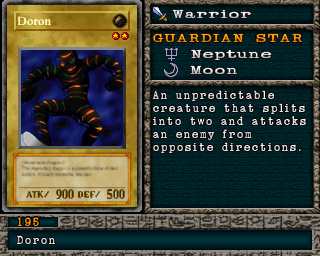 Doron
ATK/ 900 DEF/ 500
Warrior
GUARDIAN STAR
Neptune
Moon
An unpredictable
creature that splits
into two and attacks
an enemy from
opposite directions.
195
Doron